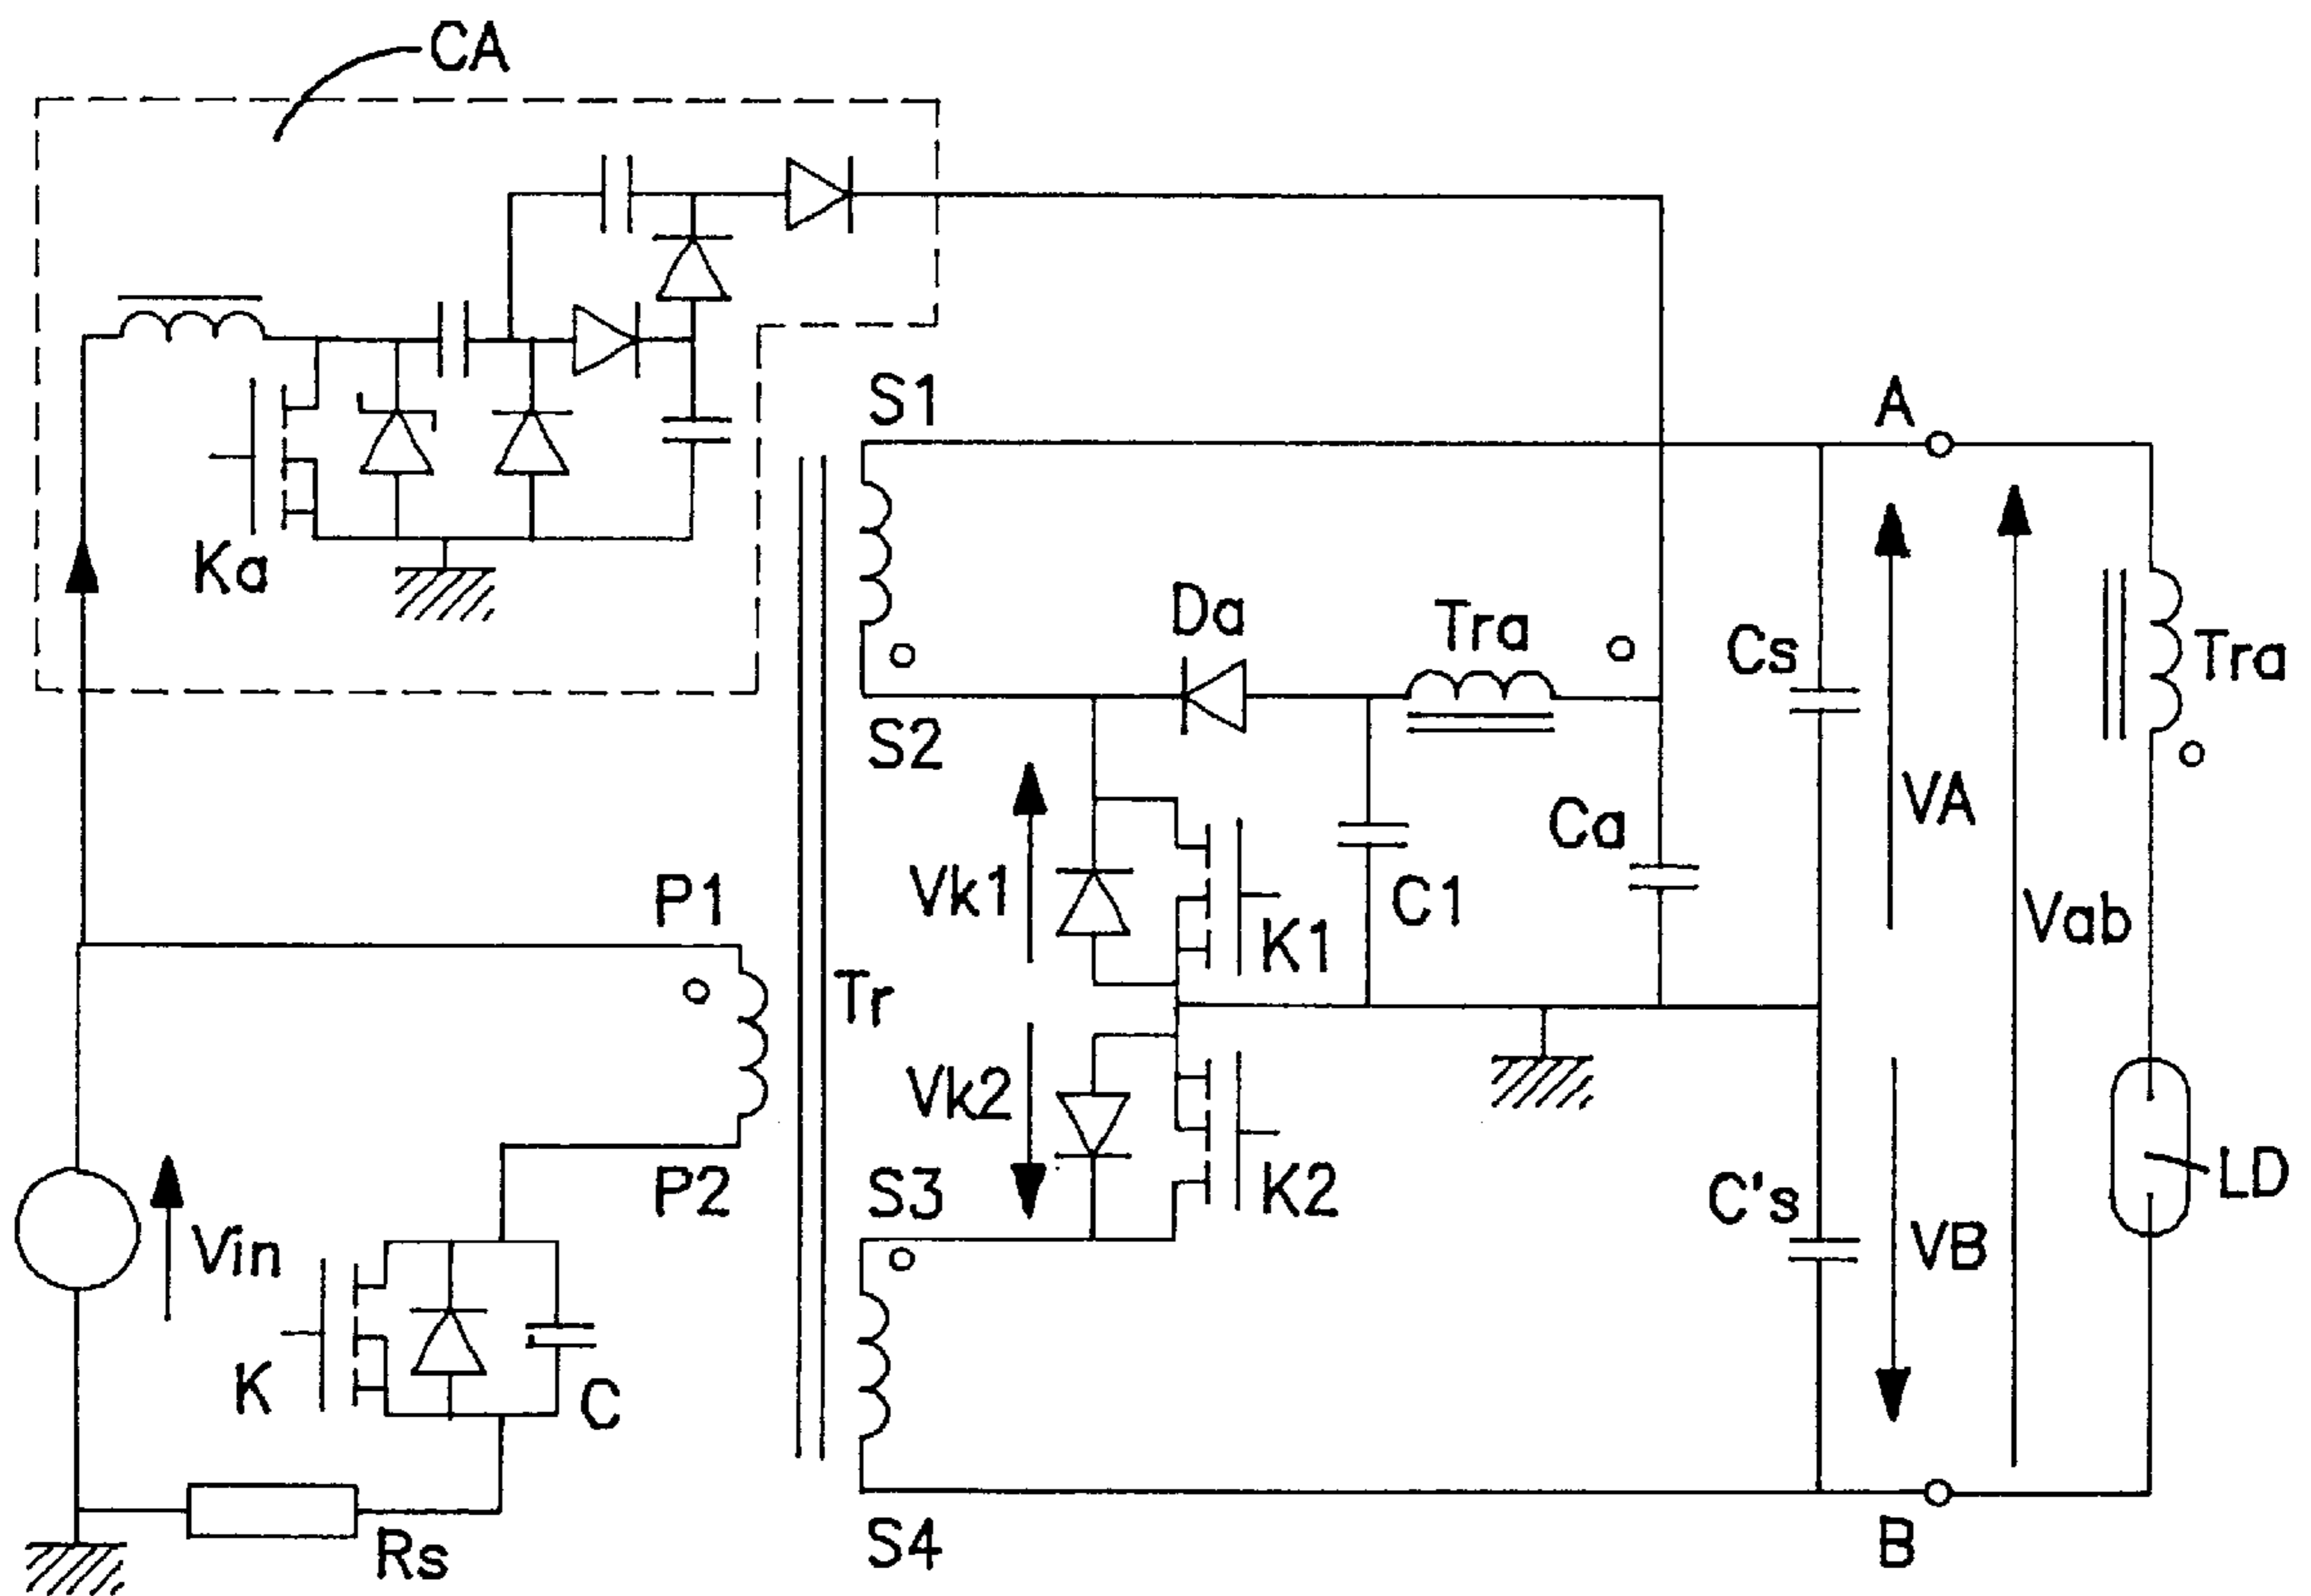 CA
Ka
S1
A
Da
Tra
Cs
Tra
S2
VA
Ca
Vk1
C1
K1
P1
Vab
Tr
Vk2
P2
S3
K2
C's
LD
Vin
VB
K
C
Rs
S4
B